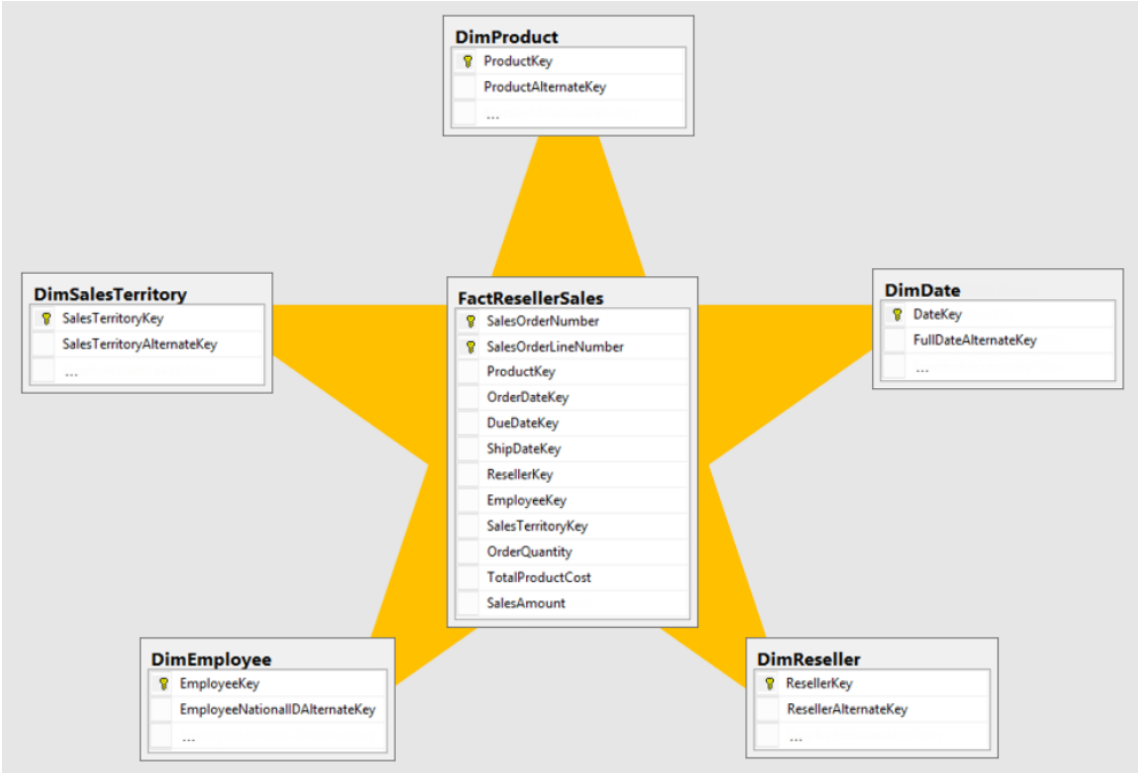 DimProduct
ProductKey
ProductAlternateKey
...
DimSalesTerritory
SalesTerritoryKey
SalesTerritoryAlternateKey
...
FactResellerSales
SalesOrderNumber
SalesOrderLineNumber
ProductKey
OrderDateKey
DueDateKey
ShipDateKey
ResellerKey
EmployeeKey
SalesTerritoryKey
OrderQuantity
TotalProductCost
SalesAmount
DimDate
DateKey
FullDateAlternateKey
...
DimEmployee
EmployeeKey
EmployeeNationalIDAlternateKey
...
DimReseller
ResellerKey
ResellerAlternateKey
...